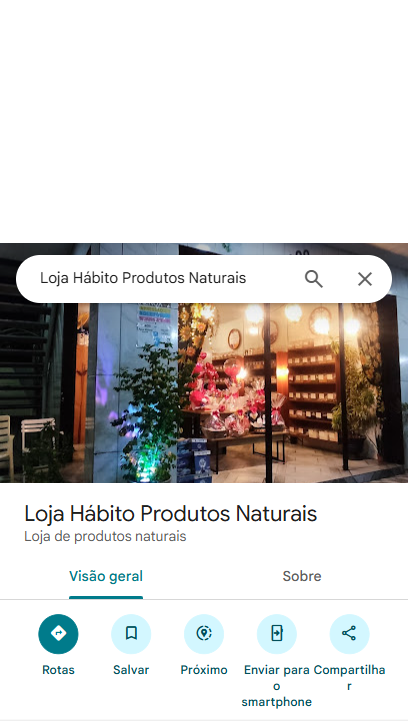 Loja Hábito Produtos Naturais
Loja Hábito Produtos Naturais
Loja de produtos naturais
Visão geral
Sobre
Rotas
Salvar
Próximo
Enviar para
o
smartphone
Compartilha
r